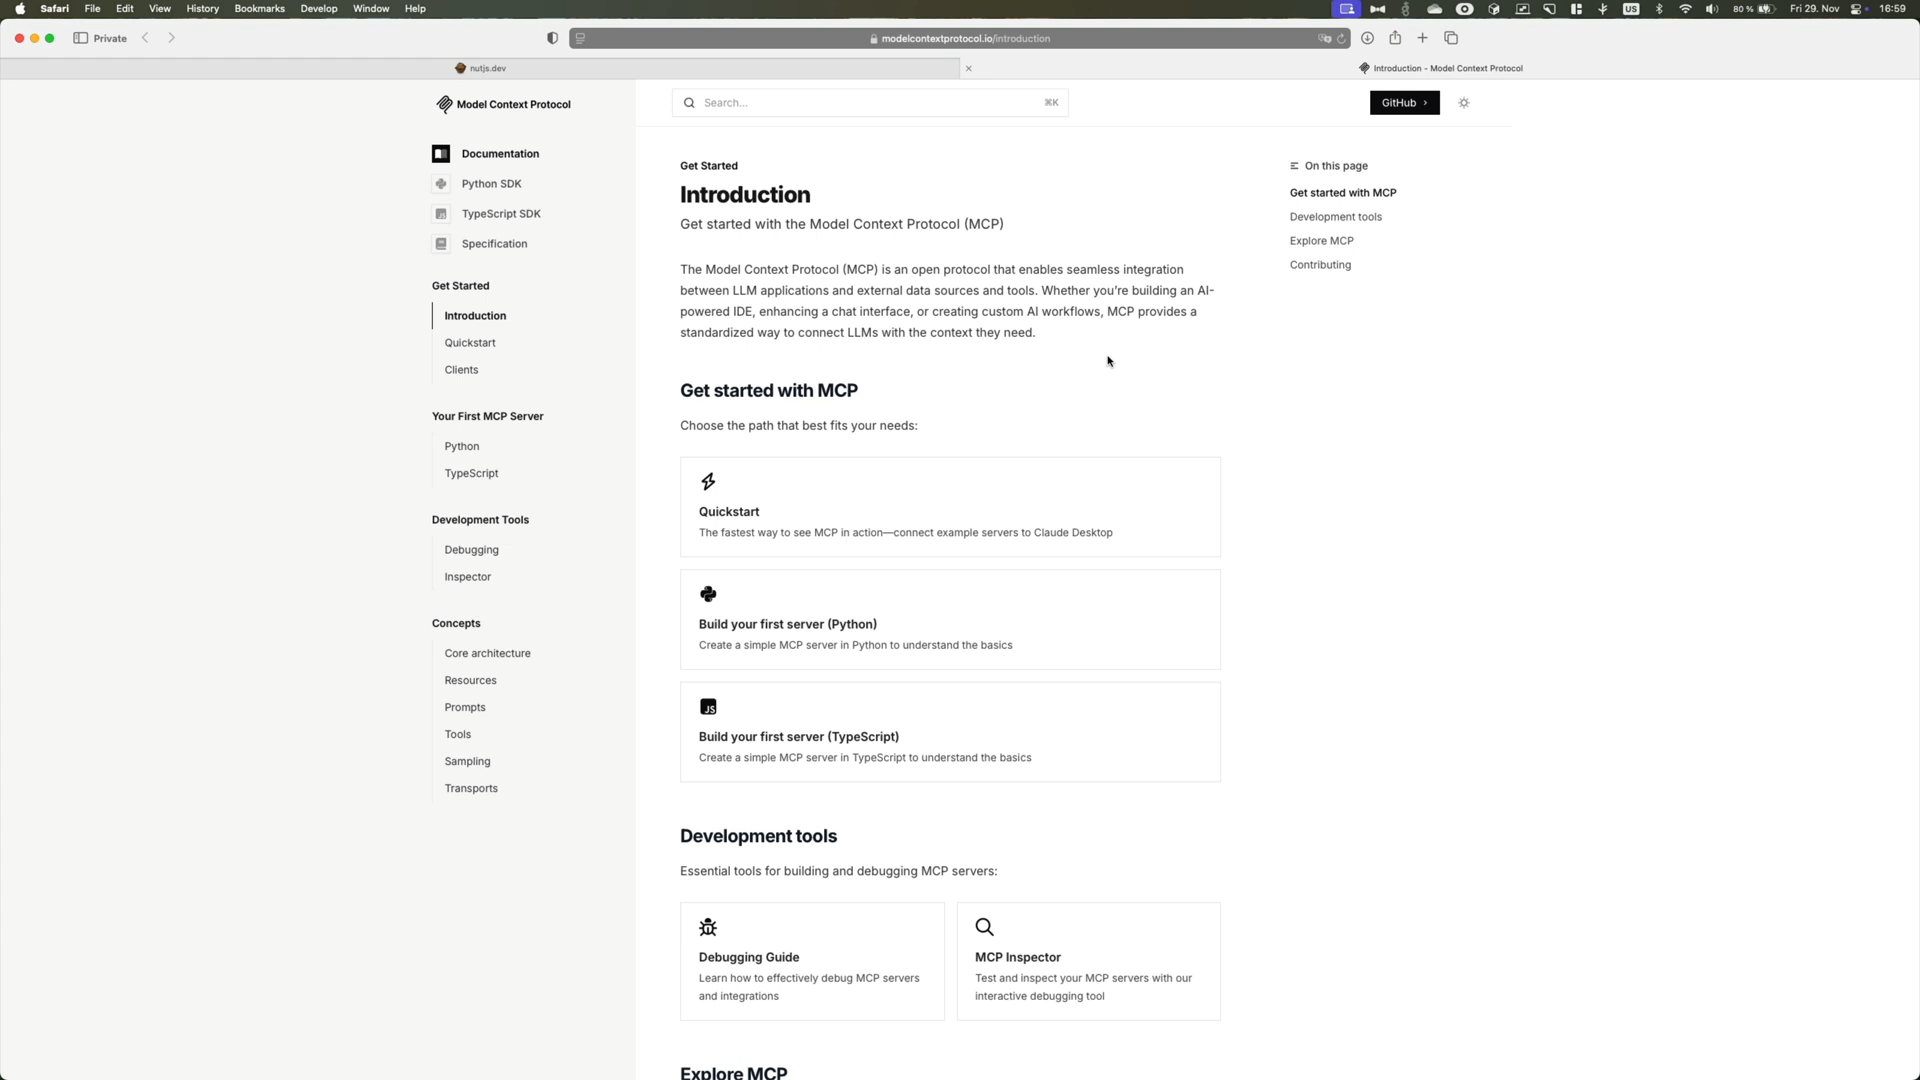 Safari File Edit View History Bookmarks Develop Window Help
US 80 % Fri 29. Nov 16:59
Private
modelcontextprotocol.io/introduction
nutjs.dev
Introduction - Model Context Protocol
Model Context Protocol
Search...
⌘K
GitHub
Documentation
Python SDK
TypeScript SDK
Specification
Get Started
Introduction
Quickstart
Clients
Your First MCP Server
Python
TypeScript
Development Tools
Debugging
Inspector
Concepts
Core architecture
Resources
Prompts
Tools
Sampling
Transports
Get Started
Introduction
Get started with the Model Context Protocol (MCP)
The Model Context Protocol (MCP) is an open protocol that enables seamless integration
between LLM applications and external data sources and tools. Whether you’re building an AI-
powered IDE, enhancing a chat interface, or creating custom AI workflows, MCP provides a
standardized way to connect LLMs with the context they need.
Get started with MCP
Choose the path that best fits your needs:
Quickstart
The fastest way to see MCP in action—connect example servers to Claude Desktop
Build your first server (Python)
Create a simple MCP server in Python to understand the basics
JS
Build your first server (TypeScript)
Create a simple MCP server in TypeScript to understand the basics
Development tools
Essential tools for building and debugging MCP servers:
Debugging Guide
Learn how to effectively debug MCP servers
and integrations
MCP Inspector
Test and inspect your MCP servers with our
interactive debugging tool
Explore MCP
On this page
Get started with MCP
Development tools
Explore MCP
Contributing